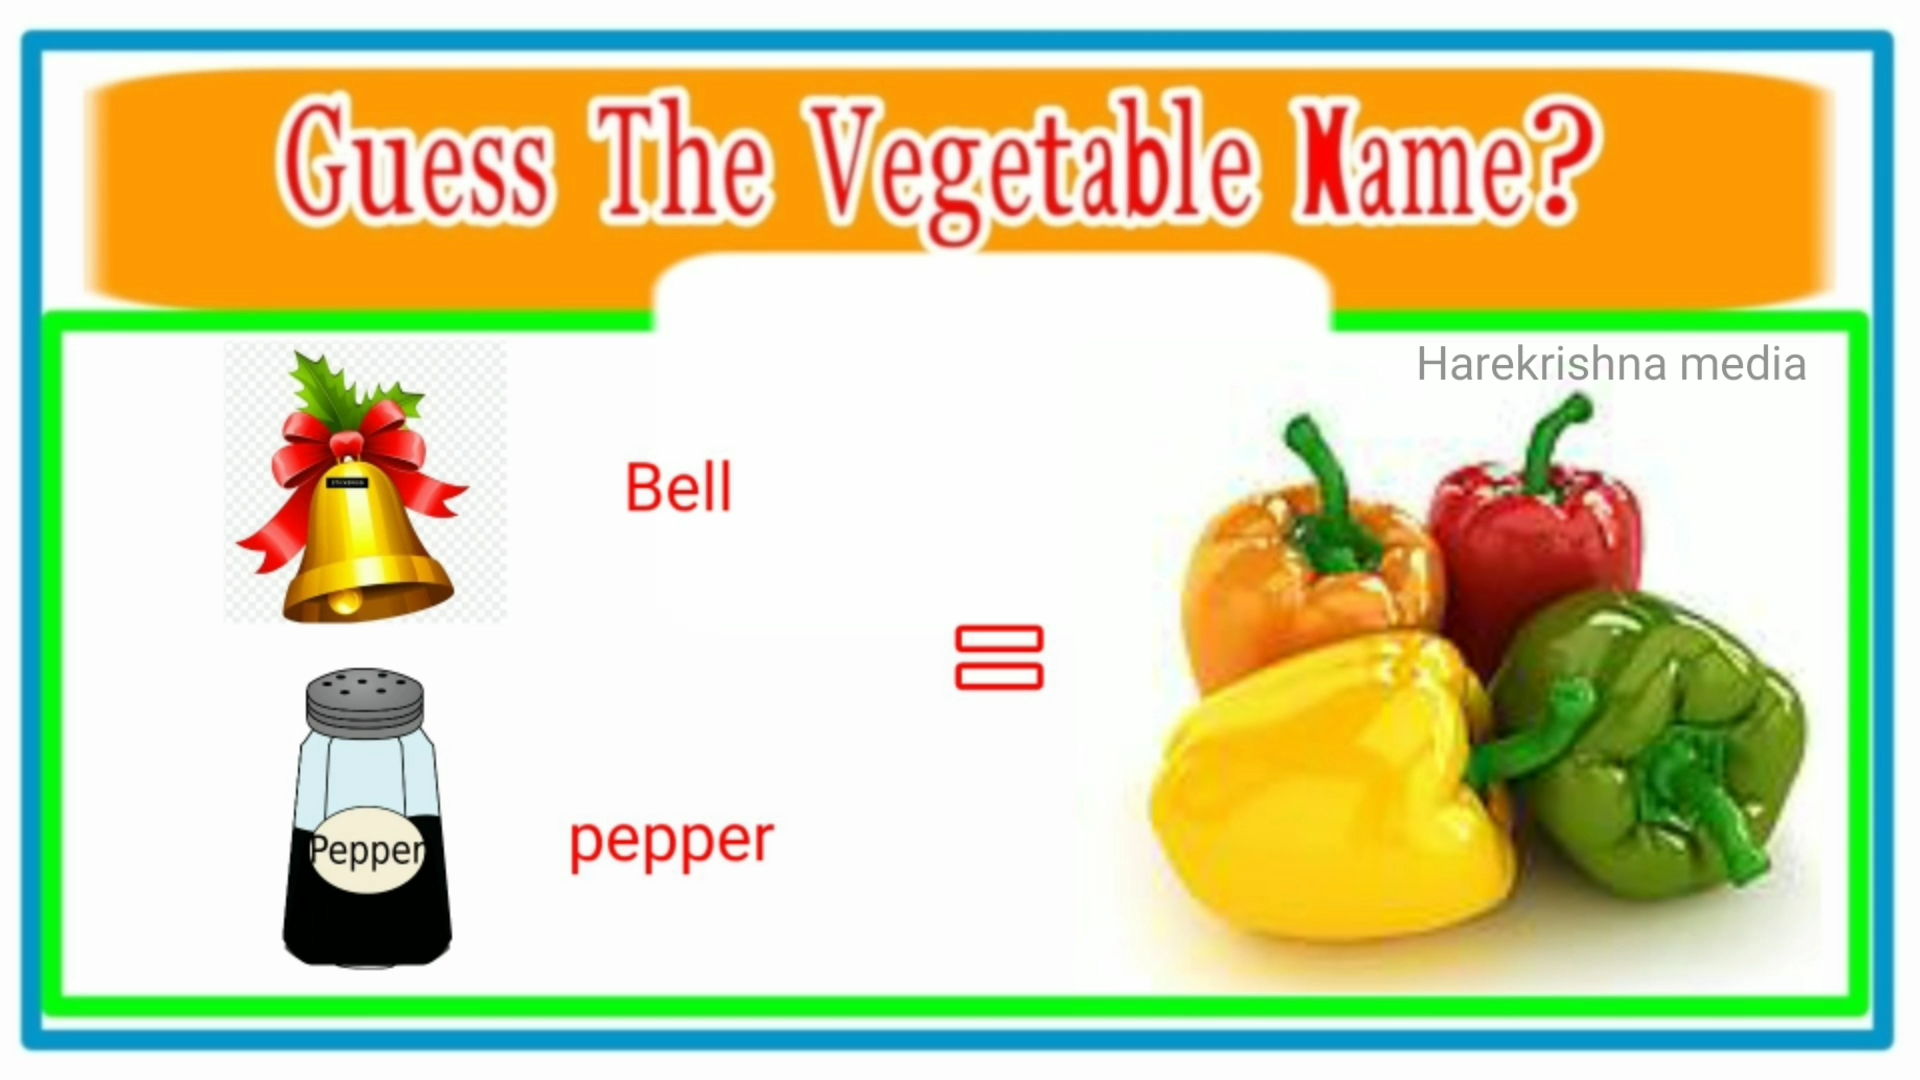 Guess The Vegetable Name?
Harekrishna media
Bell
Pepper
pepper